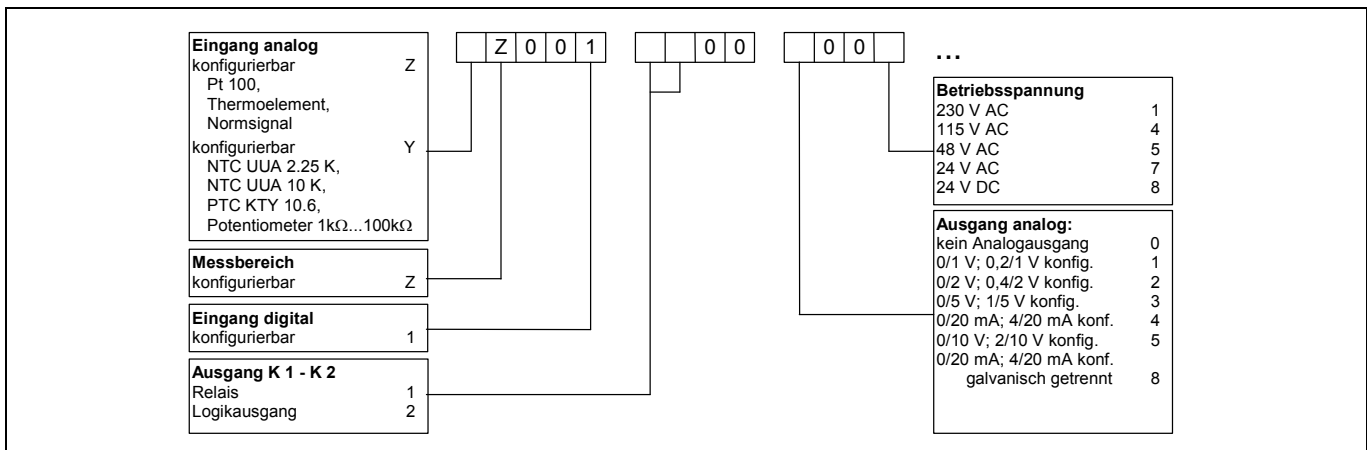 Z 0 0 1 0 0 0 0 ...
Eingang analog
konfigurierbar Z
Pt 100,
Thermoelement,
Normsignal
konfigurierbar Y
NTC UUA 2.25 K,
NTC UUA 10 K,
PTC KTY 10.6,
Potentiometer 1kΩ...100kΩ
Messbereich
konfigurierbar Z
Eingang digital
konfigurierbar 1
Ausgang K 1 - K 2
Relais 1
Logikausgang 2
Betriebsspannung
230 V AC 1
115 V AC 4
48 V AC 5
24 V AC 7
24 V DC 8
Ausgang analog:
kein Analogausgang 0
0/1 V; 0,2/1 V konfig. 1
0/2 V; 0,4/2 V konfig. 2
0/5 V; 1/5 V konfig. 3
0/20 mA; 4/20 mA konf. 4
0/10 V; 2/10 V konfig. 5
0/20 mA; 4/20 mA konf.
galvanisch getrennt 8